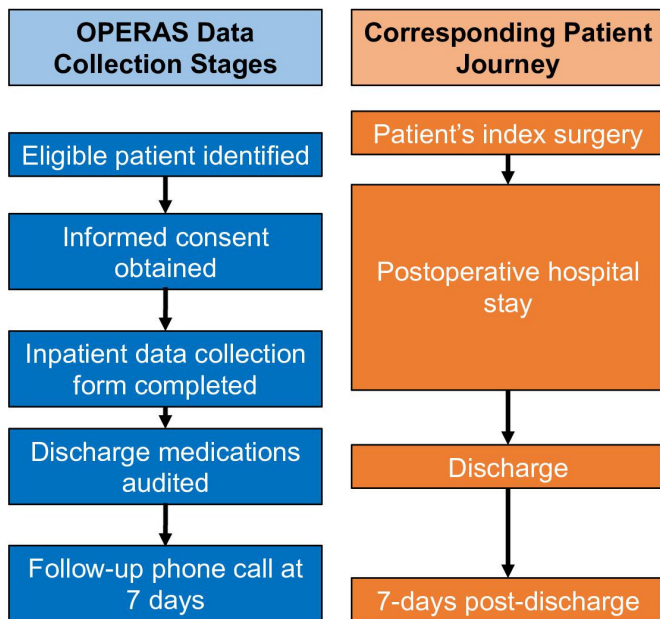 OPERAS Data
Collection Stages
Eligible patient identified
Informed consent
obtained
Inpatient data collection
form completed
Discharge medications
audited
Follow-up phone call at
7 days
Corresponding Patient
Journey
Patient's index surgery
Postoperative hospital
stay
Discharge
7-days post-discharge